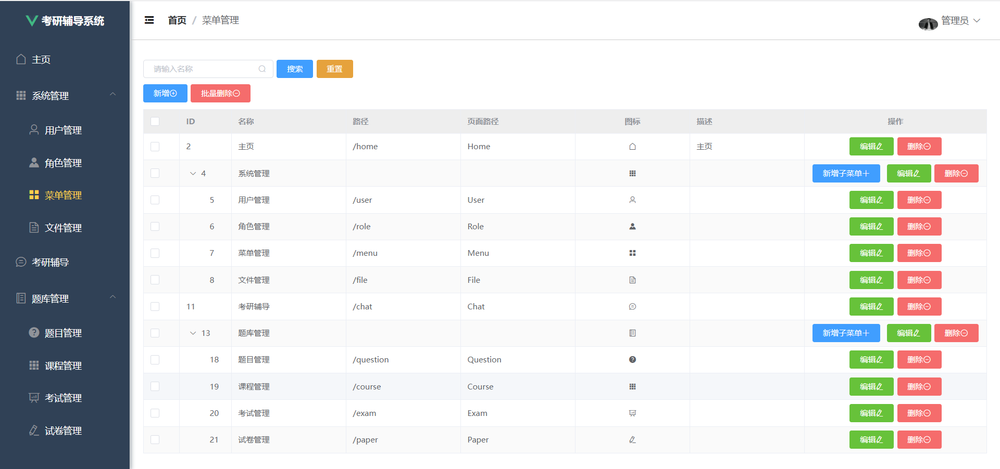 考研辅导系统
主页
系统管理
用户管理
角色管理
菜单管理
文件管理
考研辅导
题库管理
题目管理
课程管理
考试管理
试卷管理
首页 / 菜单管理
管理员
请输入名称 搜索 重置
新增 批量删除
ID 名称 路径 页面路径 图标 描述 操作
2 主页 /home Home 主页 编辑 删除
4 系统管理 新增子菜单 编辑 删除
5 用户管理 /user User 编辑 删除
6 角色管理 /role Role 编辑 删除
7 菜单管理 /menu Menu 编辑 删除
8 文件管理 /file File 编辑 删除
11 考研辅导 /chat Chat 编辑 删除
13 题库管理 新增子菜单 编辑 删除
18 题目管理 /question Question 编辑 删除
19 课程管理 /course Course 编辑 删除
20 考试管理 /exam Exam 编辑 删除
21 试卷管理 /paper Paper 编辑 删除